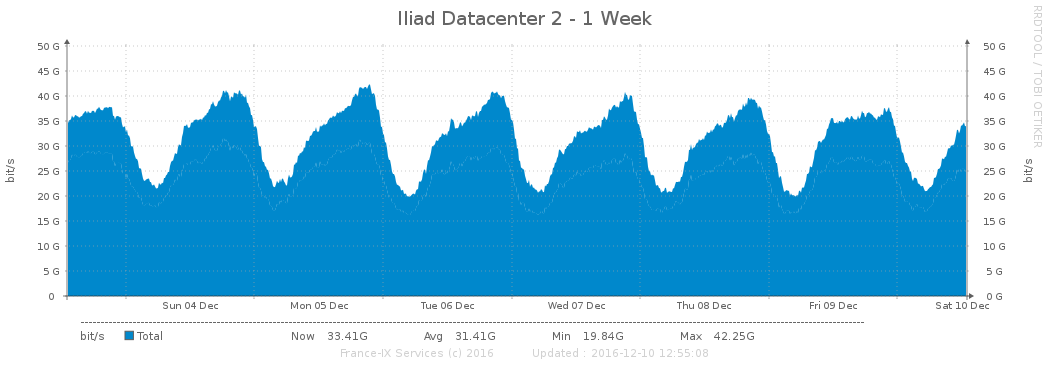 Iliad Datacenter 2 - 1 Week
RRDTOOL / TOBI OETIKER
bit/s
bit/s
50 G 50 G
45 G 45 G
40 G 40 G
35 G 35 G
30 G 30 G
25 G 25 G
20 G 20 G
15 G 15 G
10 G 10 G
5 G 5 G
0 0 G
Sun 04 Dec Mon 05 Dec Tue 06 Dec Wed 07 Dec Thu 08 Dec Fri 09 Dec Sat 10 Dec
bit/s Total Now 33.41G Avg 31.41G Min 19.84G Max 42.25G
France-IX Services (c) 2016 Updated : 2016-12-10 12:55:08